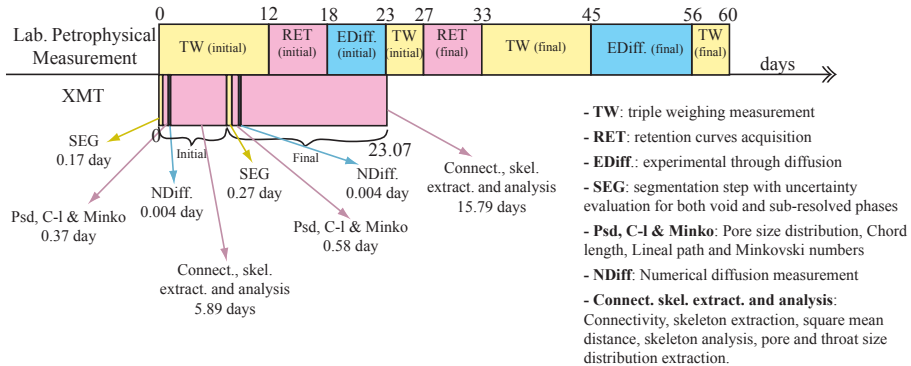 0 12 18 23 27 33 45 56 60
Lab. Petrophysical
Measurement
TW (initial)
RET
(initial)
EDiff.
(initial)
TW
(initial)
RET
(final)
TW
(final)
EDiff. (final)
TW
(final)
days
XMT
0
Initial
Final
23.07
SEG
0.17 day
NDiff.
0.004 day
Psd, C-l & Minko
0.37 day
Connect., skel.
extract. and analysis
5.89 days
SEG
0.27 day
NDiff.
0.004 day
Psd, C-l & Minko
0.58 day
Connect., skel.
extract. and analysis
15.79 days
- TW: triple weighing measurement
- RET: retention curves acquisition
- EDiff.: experimental through diffusion
- SEG: segmentation step with uncertainty
evaluation for both void and sub-resolved phases
- Psd, C-l & Minko: Pore size distribution, Chord
length, Lineal path and Minkovski numbers
- NDiff: Numerical diffusion measurement
- Connect. skel. extract. and analysis:
Connectivity, skeleton extraction, square mean
distance, skeleton analysis, pore and throat size
distribution extraction.